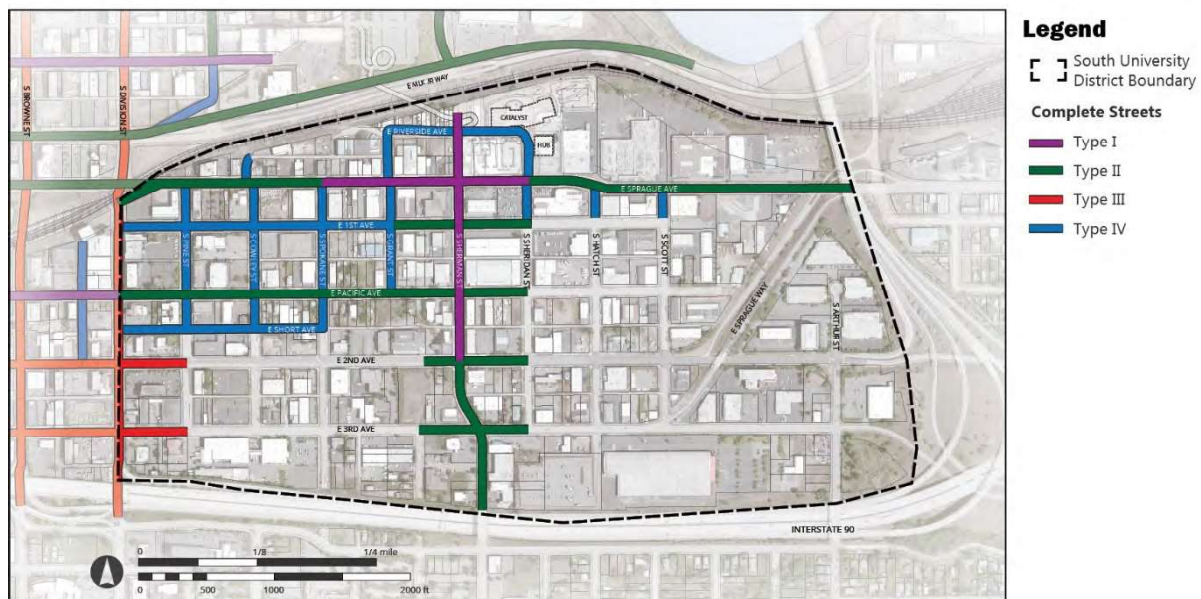 Legend
South University
District Boundary
Complete Streets
Type I
Type II
Type III
Type IV
E MLK JR WAY
S BROWNE ST
S DIVISION ST
CATALYST
E RIVERSIDE AVE
HUB
E SPRAGUE AVE
E 1ST AVE
S PINE ST
S COWLEY ST
S SPOKANE ST
S GRANT ST
S SHERMAN ST
S SHERIDAN ST
S HATCH ST
S SCOTT ST
E PACIFIC AVE
E SPRAGUE WAY
S ARTHUR ST
E SHORT AVE
E 2ND AVE
E 3RD AVE
INTERSTATE 90
0 1/8 1/4 mile
0 500 1000 2000 ft